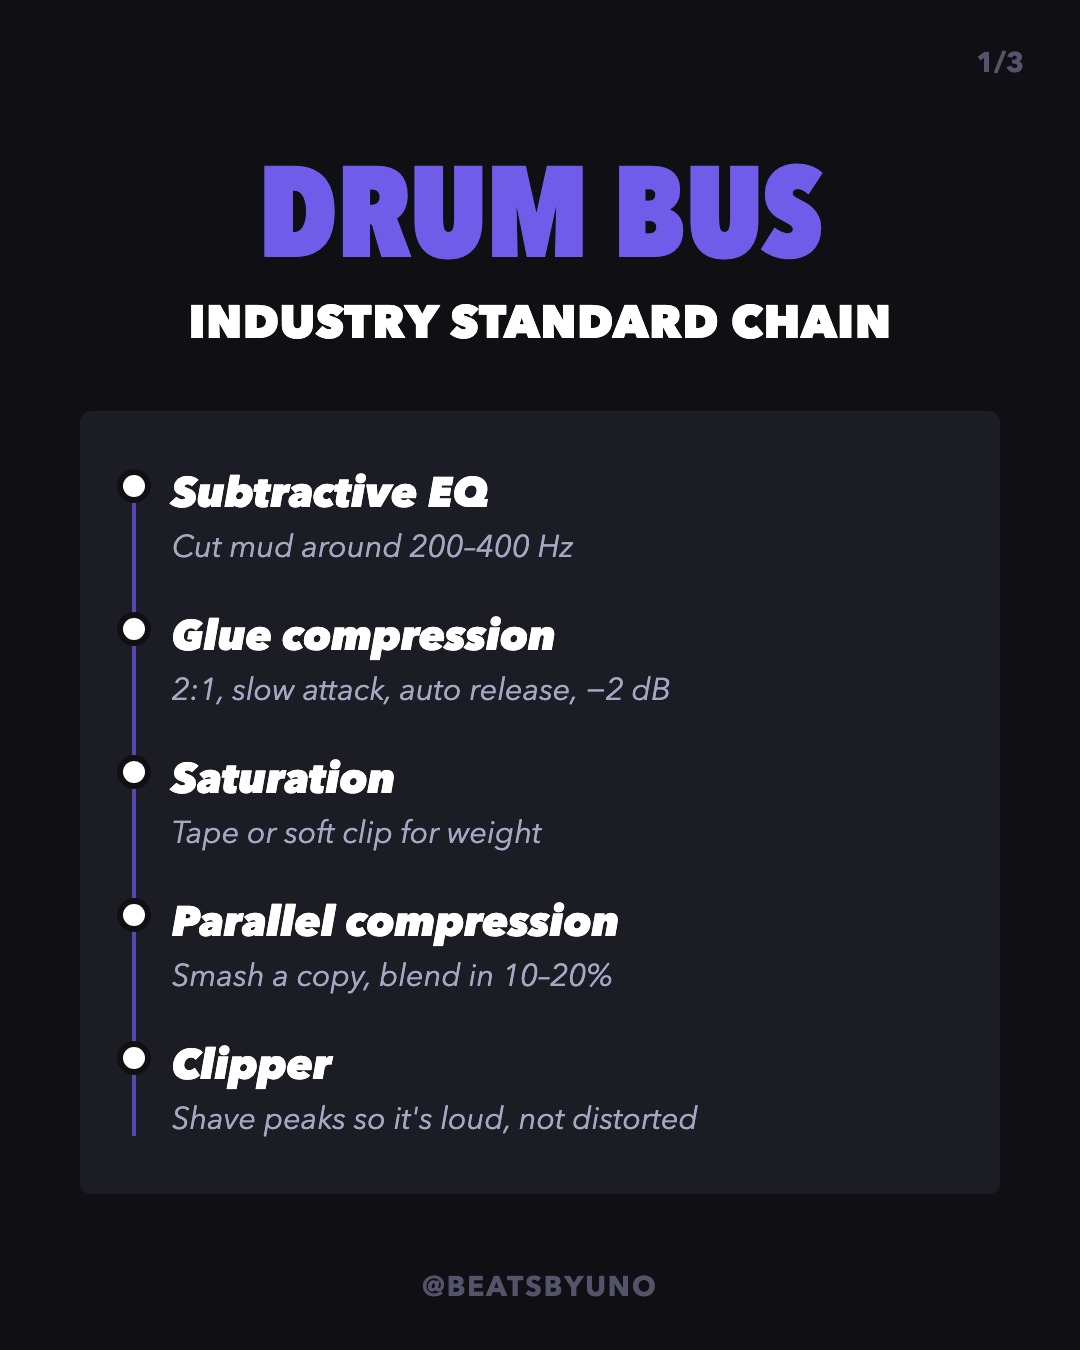 1/3
DRUM BUS
INDUSTRY STANDARD CHAIN
Subtractive EQ
Cut mud around 200–400 Hz
Glue compression
2:1, slow attack, auto release, −2 dB
Saturation
Tape or soft clip for weight
Parallel compression
Smash a copy, blend in 10–20%
Clipper
Shave peaks so it's loud, not distorted
@BEATSBYUNO